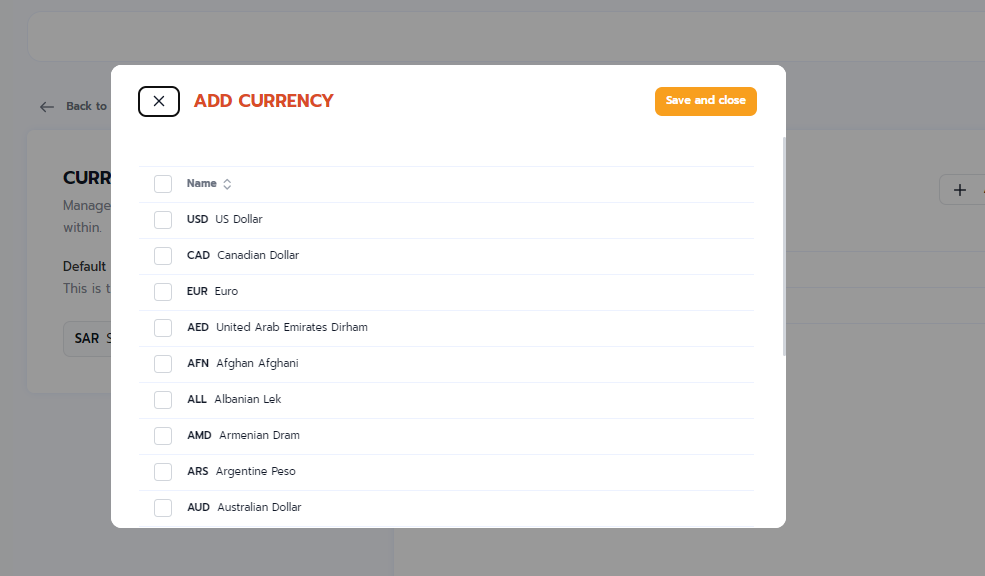 Back to
ADD CURRENCY
Save and close
CURR
Manage
within.
Default
This is t
SAR S
Name
USD US Dollar
CAD Canadian Dollar
EUR Euro
AED United Arab Emirates Dirham
AFN Afghan Afghani
ALL Albanian Lek
AMD Armenian Dram
ARS Argentine Peso
AUD Australian Dollar